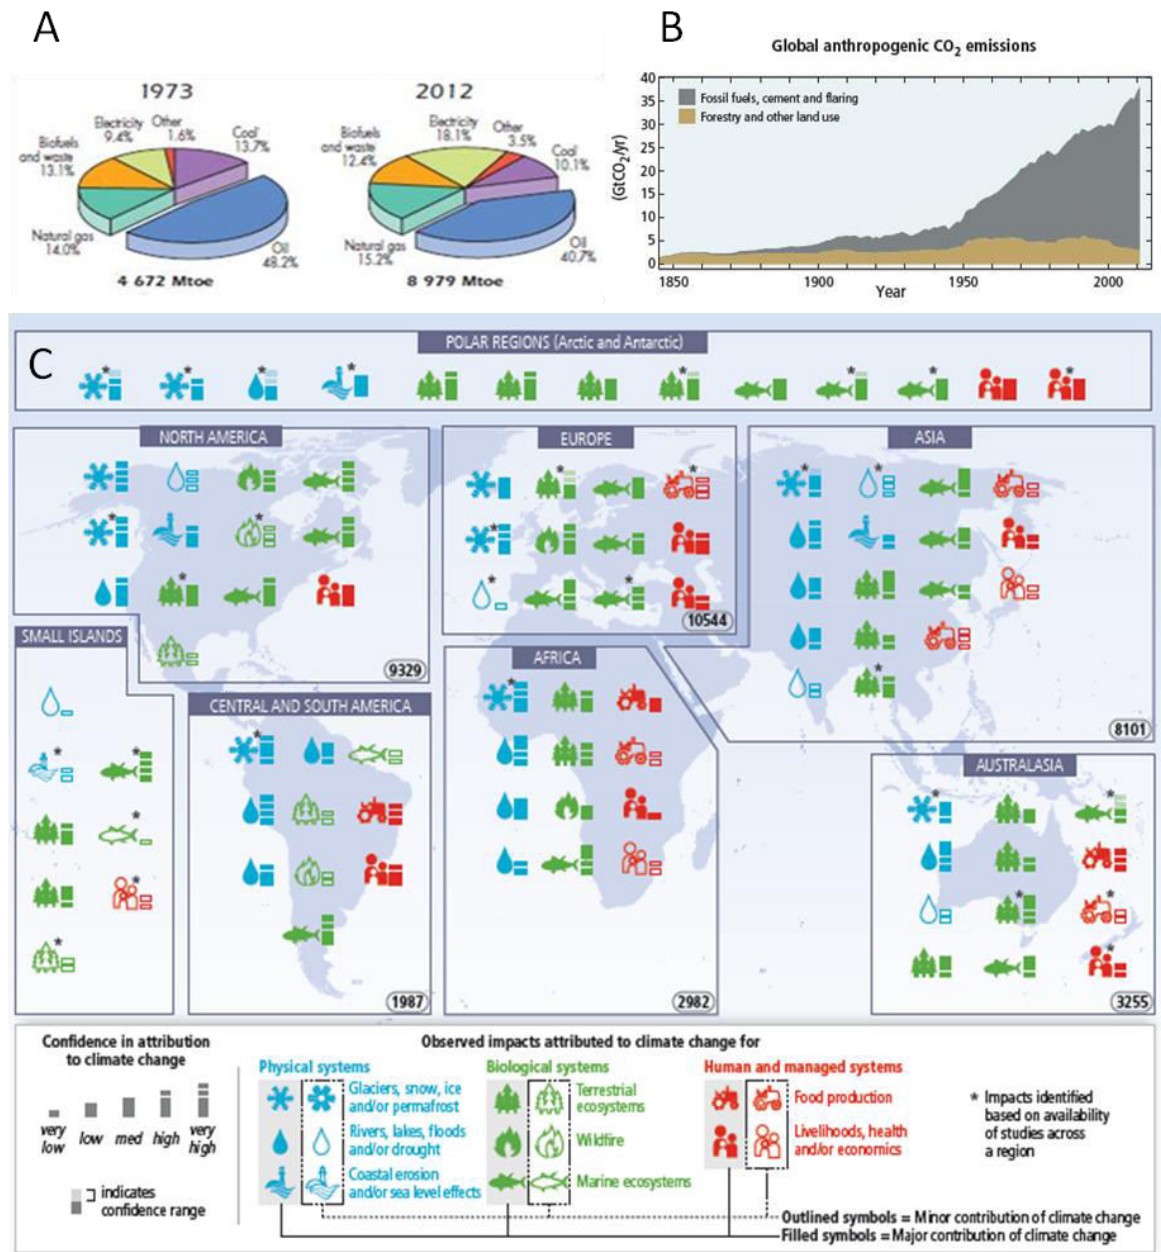 A
1973
Electricity
9.4%
Other
1.6%
Coal
13.7%
Biofuels
and waste
13.1%
Natural gas
14.0%
Oil
48.2%
4 672 Mtoe
2012
Electricity
18.1%
Other
3.5%
Coal
10.1%
Biofuels
and waste
12.4%
Natural gas
15.2%
Oil
40.7%
8 979 Mtoe
B
Global anthropogenic CO2 emissions
Fossil fuels, cement and flaring
Forestry and other land use
(GtCO2/yr)
40
35
30
25
20
15
10
5
0
1850
1900
1950
2000
Year
C
POLAR REGIONS (Arctic and Antarctic)
NORTH AMERICA
9329
EUROPE
10544
ASIA
8101
SMALL ISLANDS
CENTRAL AND SOUTH AMERICA
1987
AFRICA
2982
AUSTRALASIA
3255
Confidence in attribution
to climate change
very
low
low
med
high
very
high
indicates
confidence range
Observed impacts attributed to climate change for
Physical systems
Glaciers, snow, ice
and/or permafrost
Rivers, lakes, floods
and/or drought
Coastal erosion
and/or sea level effects
Biological systems
Terrestrial
ecosystems
Wildfire
Marine ecosystems
Human and managed systems
Food production
Livelihoods, health
and/or economics
* Impacts identified
based on availability
of studies across
a region
Outlined symbols = Minor contribution of climate change
Filled symbols = Major contribution of climate change